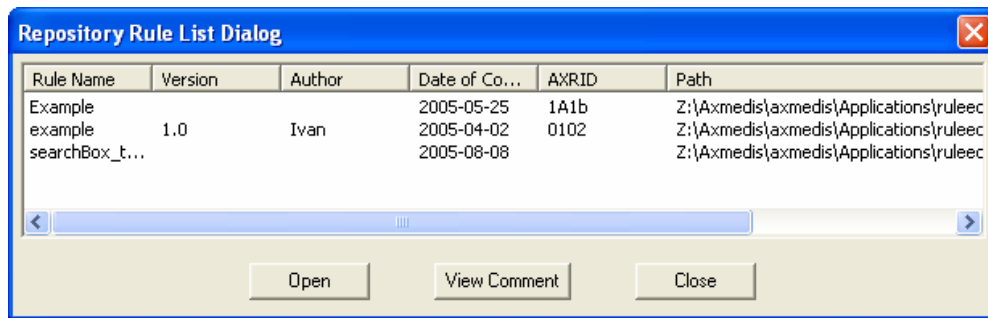 Repository Rule List Dialog
Rule Name Version Author Date of Co... AXRID Path
Example 2005-05-25 1A1b Z:\Axmedis\axmedis\Applications\ruleec
example 1.0 Ivan 2005-04-02 0102 Z:\Axmedis\axmedis\Applications\ruleec
searchBox_t... 2005-08-08 Z:\Axmedis\axmedis\Applications\ruleec
Open View Comment Close